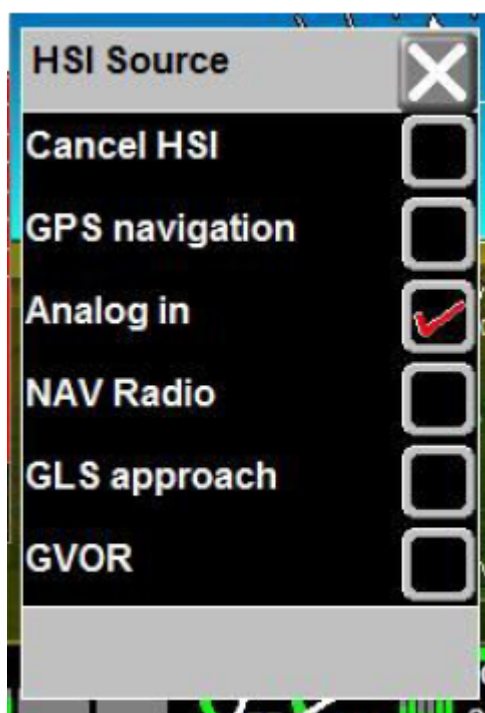 HSI Source
Cancel HSI
GPS navigation
Analog in
NAV Radio
GLS approach
GVOR